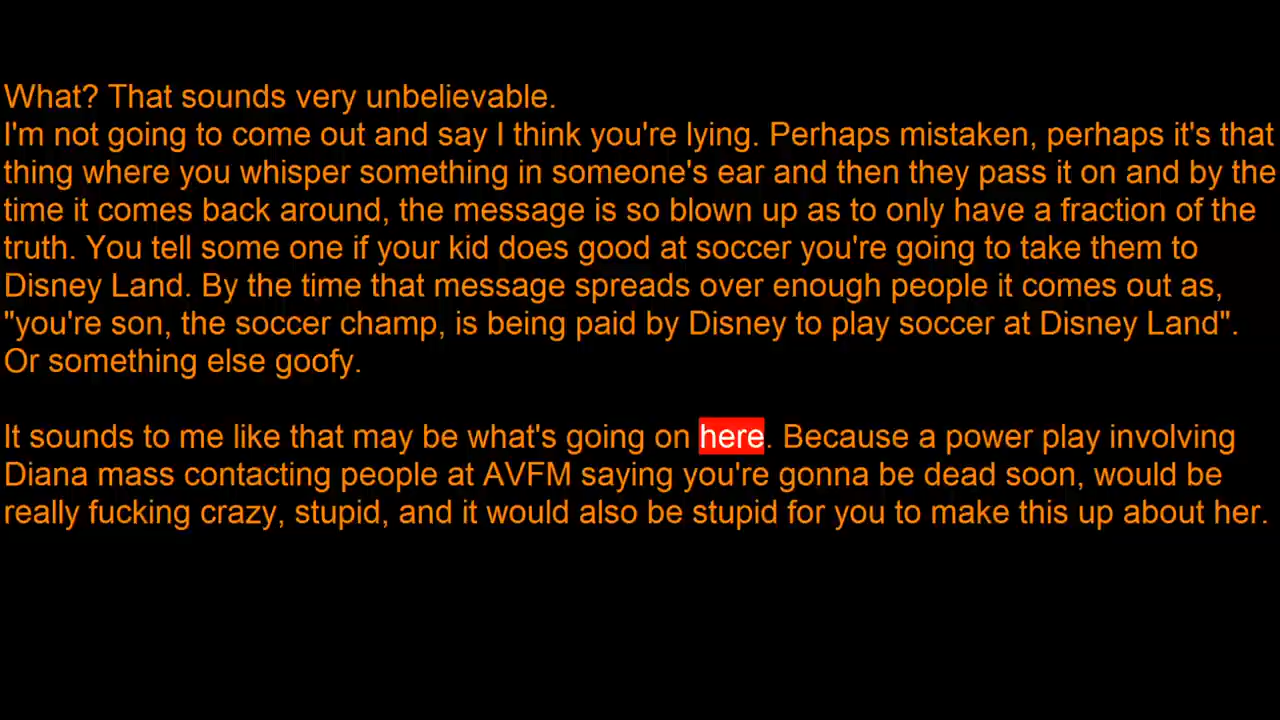 What? That sounds very unbelievable.
I'm not going to come out and say I think you're lying. Perhaps mistaken, perhaps it's that
thing where you whisper something in someone's ear and then they pass it on and by the
time it comes back around, the message is so blown up as to only have a fraction of the
truth. You tell some one if your kid does good at soccer you're going to take them to
Disney Land. By the time that message spreads over enough people it comes out as,
"you're son, the soccer champ, is being paid by Disney to play soccer at Disney Land".
Or something else goofy.

It sounds to me like that may be what's going on here. Because a power play involving
Diana mass contacting people at AVFM saying you're gonna be dead soon, would be
really fucking crazy, stupid, and it would also be stupid for you to make this up about her.